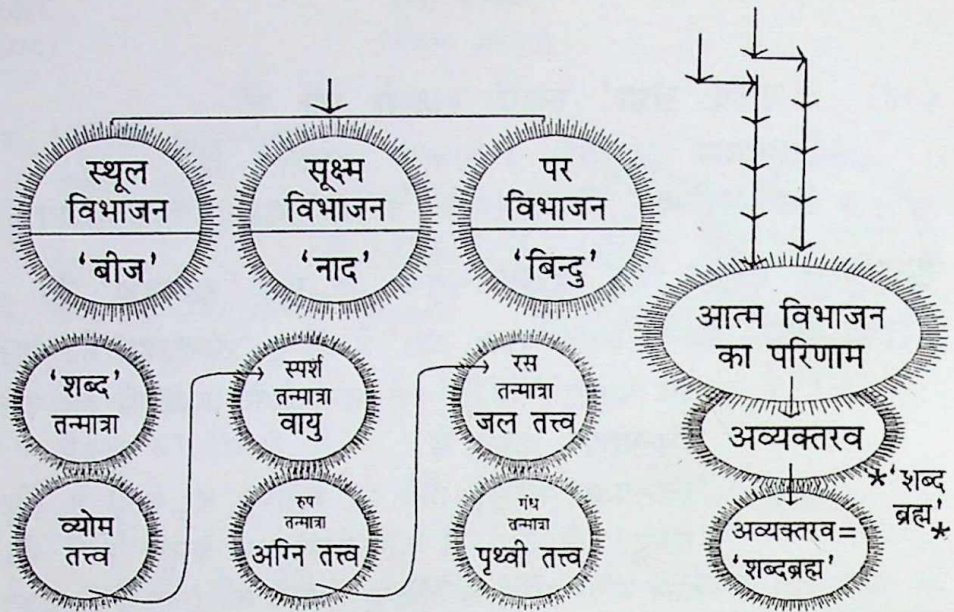 स्थूल
विभाजन
‘बीज’
सूक्ष्म
विभाजन
‘नाद’
पर
विभाजन
‘बिन्दु’
‘शब्द’
तन्मात्रा
व्योम
तत्त्व
स्पर्श
तन्मात्रा
वायु
रुप
तन्मात्रा
अग्नि तत्त्व
रस
तन्मात्रा
जल तत्त्व
गंध
तन्मात्रा
पृथ्वी तत्त्व
आत्म विभाजन
का परिणाम
अव्यक्तरव
*‘शब्द
ब्रह्म’*
अव्यक्तरव=
‘शब्दब्रह्म’